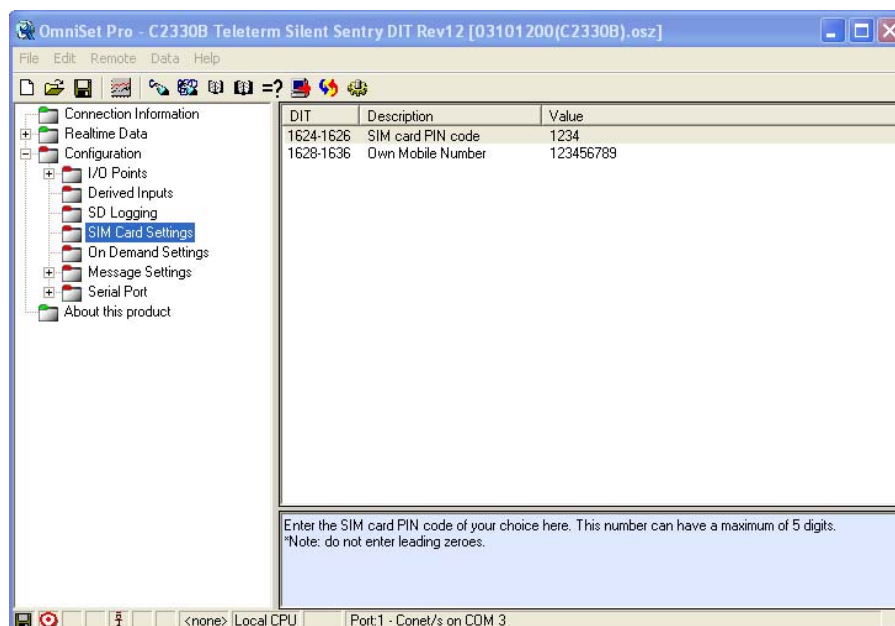 OmniSet Pro - C2330B Teleterm Silent Sentry DIT Rev12 [03101200(C2330B).osz]
File Edit Remote Data Help
=?
Connection Information
Realtime Data
Configuration
I/O Points
Derived Inputs
SD Logging
SIM Card Settings
On Demand Settings
Message Settings
Serial Port
About this product
DIT Description Value
1624-1626 SIM card PIN code 1234
1628-1636 Own Mobile Number 123456789
Enter the SIM card PIN code of your choice here. This number can have a maximum of 5 digits.
*Note: do not enter leading zeroes.
<none> Local CPU Port:1 - Conet/s on COM 3